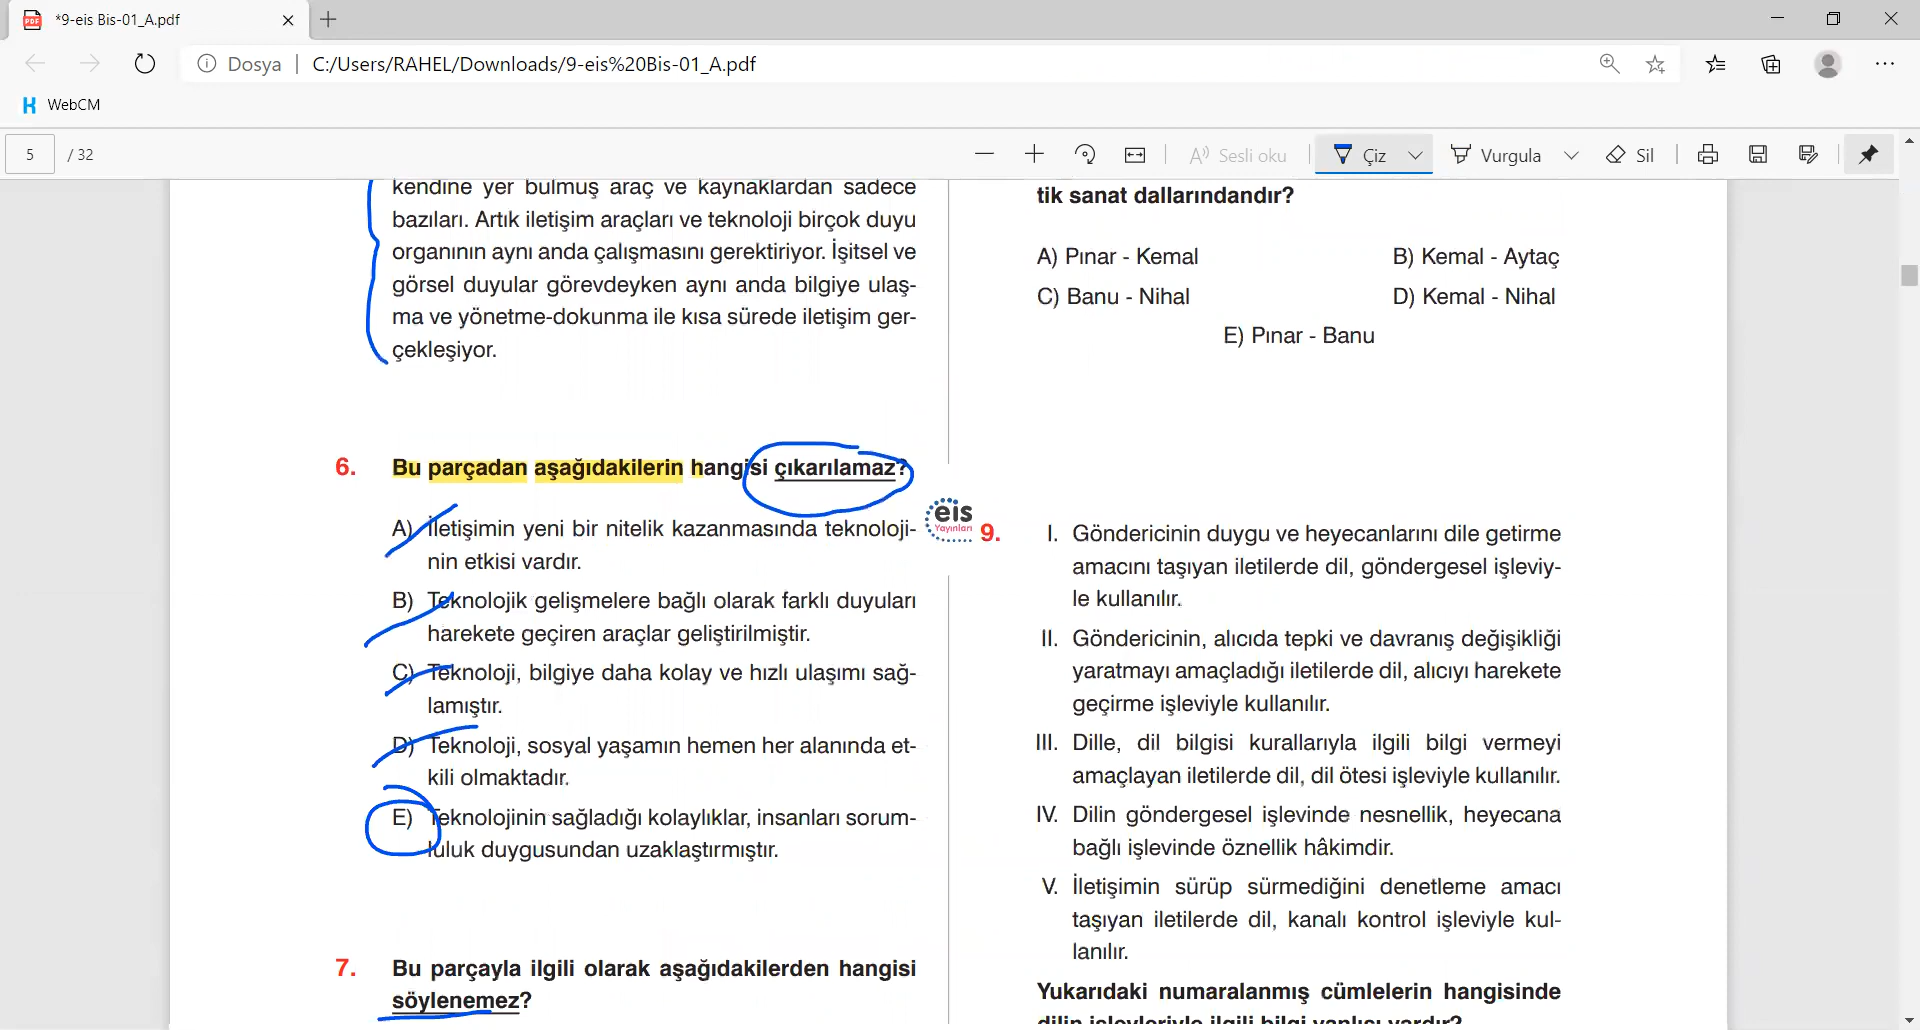 *9-eis Bis-01_A.pdf
Dosya
C:/Users/RAHEL/Downloads/9-eis%20Bis-01_A.pdf
WebCM
5
/ 32
Sesli oku
Çiz
Vurgula
Sil
kendine yer bulmuş araç ve kaynaklardan sadece
bazıları. Artık iletişim araçları ve teknoloji birçok duyu
organının aynı anda çalışmasını gerektiriyor. İşitsel ve
görsel duyular görevdeyken aynı anda bilgiye ulaş-
ma ve yönetme-dokunma ile kısa sürede iletişim ger-
çekleşiyor.
6. Bu parçadan aşağıdakilerin hangisi çıkarılamaz?
A) İletişimin yeni bir nitelik kazanmasında teknoloji-
nin etkisi vardır.
B) Teknolojik gelişmelere bağlı olarak farklı duyuları
harekete geçiren araçlar geliştirilmiştir.
C) Teknoloji, bilgiye daha kolay ve hızlı ulaşımı sağ-
lamıştır.
D) Teknoloji, sosyal yaşamın hemen her alanında et-
kili olmaktadır.
E) Teknolojinin sağladığı kolaylıklar, insanları sorum-
luluk duygusundan uzaklaştırmıştır.
7. Bu parçayla ilgili olarak aşağıdakilerden hangisi
söylenemez?
tik sanat dallarındandır?
A) Pınar - Kemal
B) Kemal - Aytaç
C) Banu - Nihal
D) Kemal - Nihal
E) Pınar - Banu
eis
Yayınları
9. I. Göndericinin duygu ve heyecanlarını dile getirme
amacını taşıyan iletilerde dil, göndergesel işleviy-
le kullanılır.
II. Göndericinin, alıcıda tepki ve davranış değişikliği
yaratmayı amaçladığı iletilerde dil, alıcıyı harekete
geçirme işleviyle kullanılır.
III. Dille, dil bilgisi kurallarıyla ilgili bilgi vermeyi
amaçlayan iletilerde dil, dil ötesi işleviyle kullanılır.
IV. Dilin göndergesel işlevinde nesnellik, heyecana
bağlı işlevinde öznellik hâkimdir.
V. İletişimin sürüp sürmediğini denetleme amacı
taşıyan iletilerde dil, kanalı kontrol işleviyle kul-
lanılır.
Yukarıdaki numaralanmış cümlelerin hangisinde
dilin işlevleriyle ilgili bilgi yanlışı vardır?